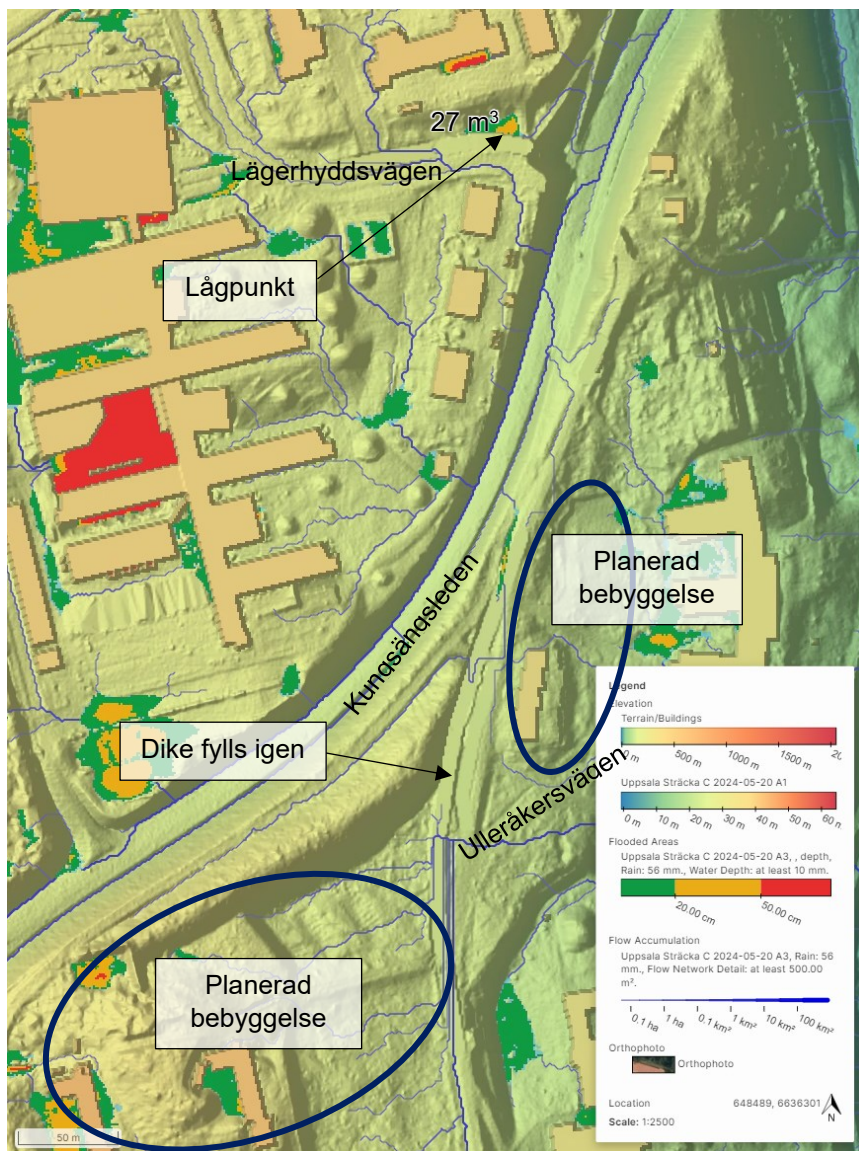 27 m³
Lägerhyddsvägen
Lågpunkt
Kungsängsleden
Planerad
bebyggelse
Dike fylls igen
Ulleråkersvägen
Planerad
bebyggelse
50 m
Legend
Elevation
Terrain/Buildings
0 m 500 m 1000 m 1500 m
Uppsala Sträcka C 2024-05-20 A1
0 m 10 m 20 m 30 m 40 m 50 m 60 m
Flooded Areas
Uppsala Sträcka C 2024-05-20 A3, , depth,
Rain: 56 mm., Water Depth: at least 10 mm.
20.00 cm 50.00 cm
Flow Accumulation
Uppsala Sträcka C 2024-05-20 A3, Rain: 56
mm., Flow Network Detail: at least 500.00
m².
0.1 ha 1 ha 0.1 km² 1 km² 10 km² 100 km²
Orthophoto
Orthophoto
Location 648489, 6636301
Scale: 1:2500
N